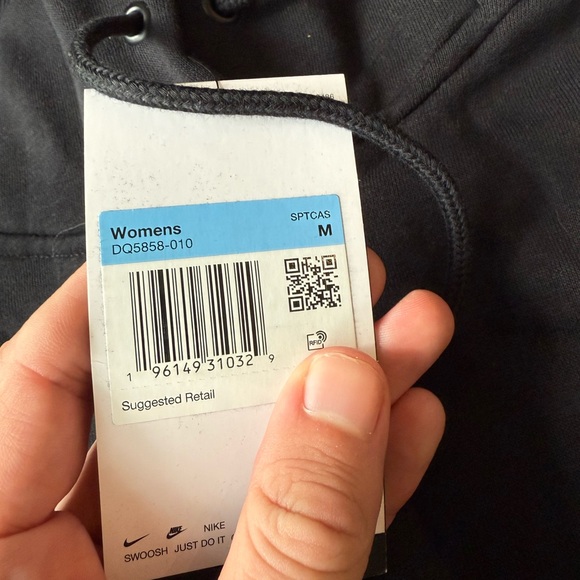 Womens
SPTCAS
DQ5858-010
M
1 96149 31032 9
RFID
Suggested Retail
NIKE
SWOOSH JUST DO IT